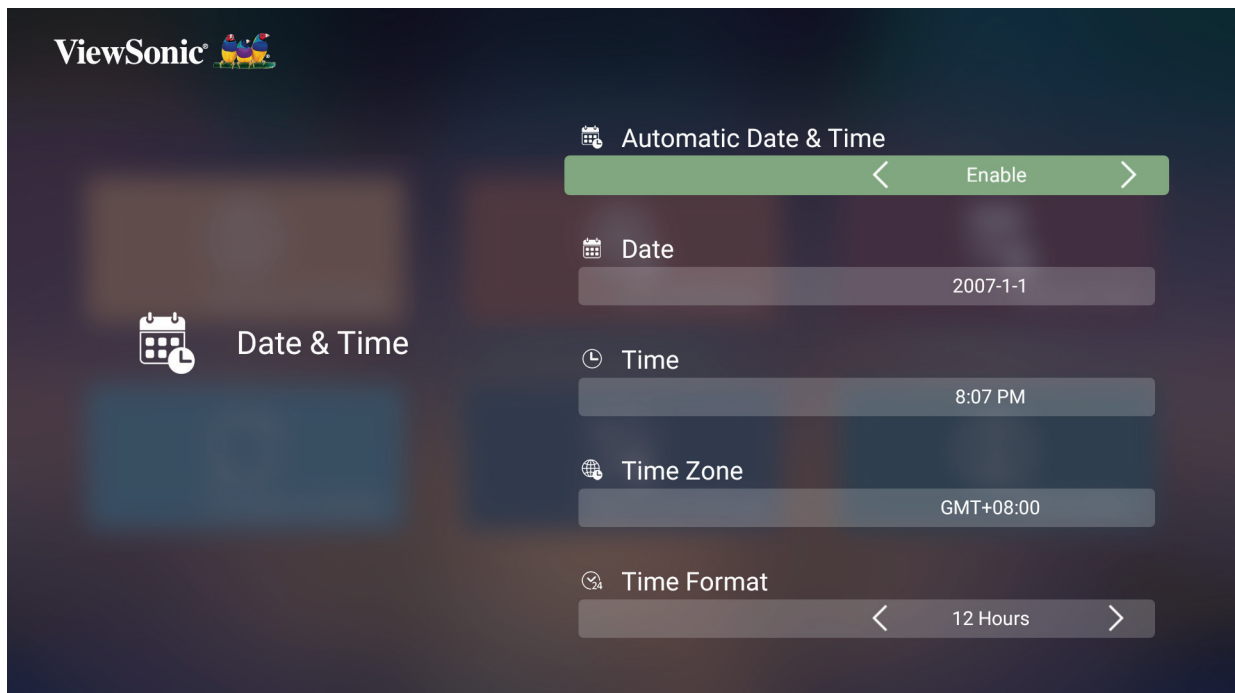 ViewSonic®
Automatic Date & Time
Enable
Date
2007-1-1
Date & Time
Time
8:07 PM
Time Zone
GMT+08:00
Time Format
12 Hours